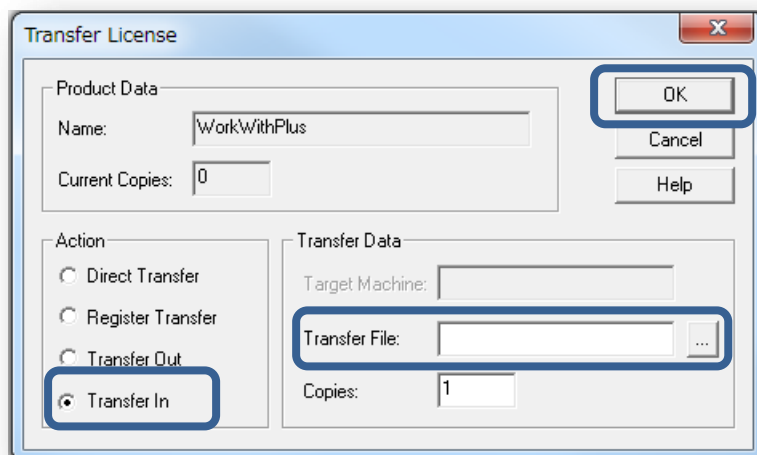 Transfer License
Product Data
Name: WorkWithPlus
Current Copies: 0
OK
Cancel
Help
Action
Direct Transfer
Register Transfer
Transfer Out
Transfer In
Transfer Data
Target Machine:
Transfer File: ...
Copies: 1